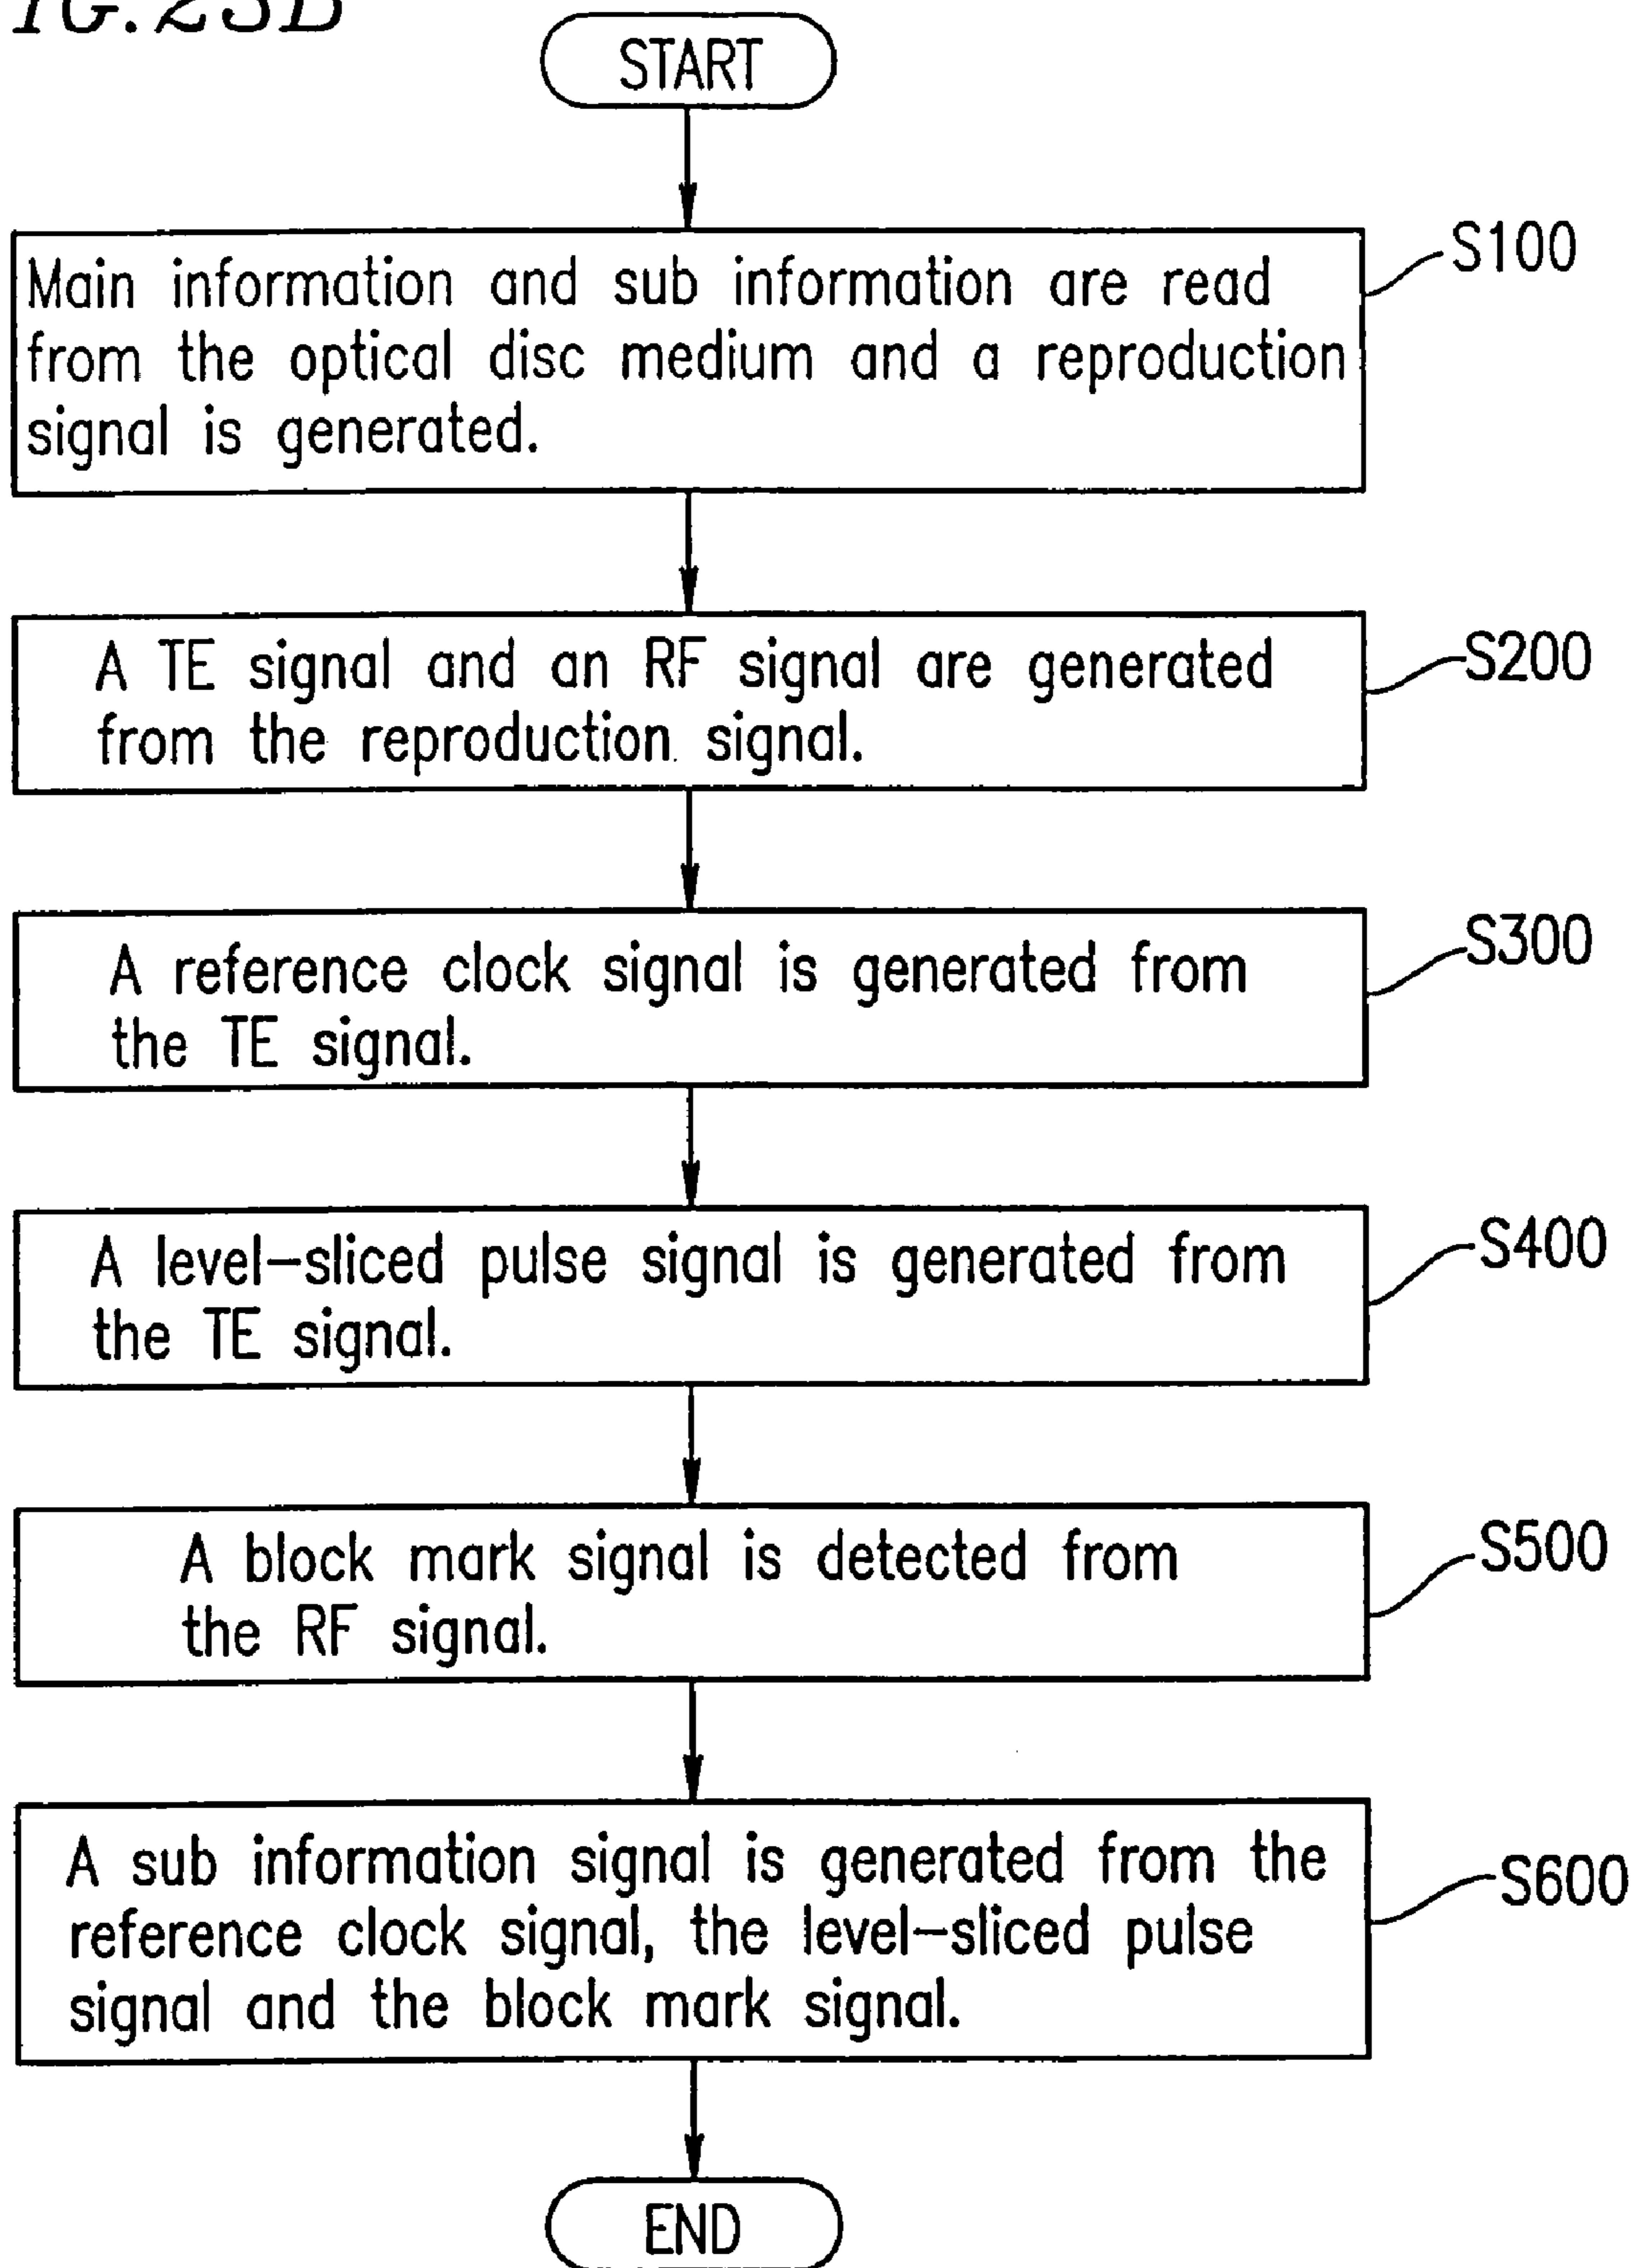 IG. 23B
START
Main information and sub information are read
from the optical disc medium and a reproduction
signal is generated.
S100
A TE signal and an RF signal are generated
from the reproduction signal.
S200
A reference clock signal is generated from
the TE signal.
S300
A level-sliced pulse signal is generated from
the TE signal.
S400
A block mark signal is detected from
the RF signal.
S500
A sub information signal is generated from the
reference clock signal, the level-sliced pulse
signal and the block mark signal.
S600
END